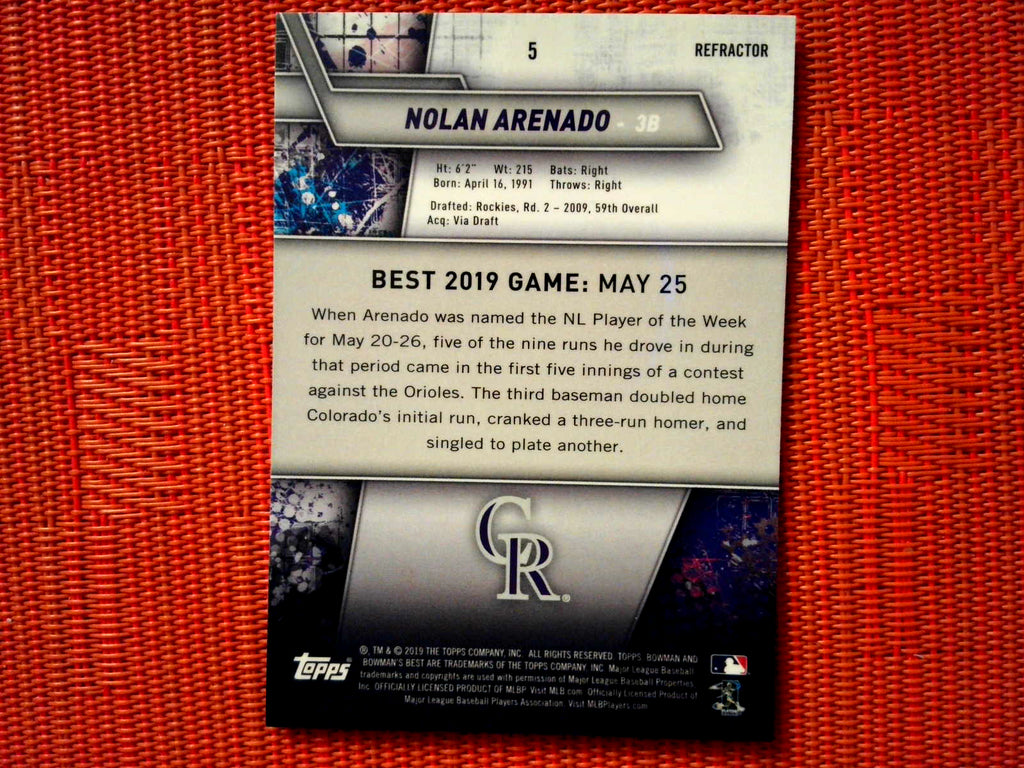 5
REFRACTOR
NOLAN ARENADO - 3B
Ht: 6'2" Wt: 215 Bats: Right
Born: April 16, 1991 Throws: Right
Drafted: Rockies, Rd. 2 – 2009, 59th Overall
Acq: Via Draft
BEST 2019 GAME: MAY 25
When Arenado was named the NL Player of the Week
for May 20-26, five of the nine runs he drove in during
that period came in the first five innings of a contest
against the Orioles. The third baseman doubled home
Colorado's initial run, cranked a three-run homer, and
singled to plate another.
CR®
Topps®
®, TM & © 2019 THE TOPPS COMPANY, INC. ALL RIGHTS RESERVED. TOPPS, BOWMAN AND
BOWMAN'S BEST ARE TRADEMARKS OF THE TOPPS COMPANY, INC. Major League Baseball
trademarks and copyrights are used with permission of Major League Baseball Properties,
Inc. OFFICIALLY LICENSED PRODUCT OF MLBP Visit MLB.com Officially Licensed Product of
Major League Baseball Players Association. Visit MLBPlayers.com